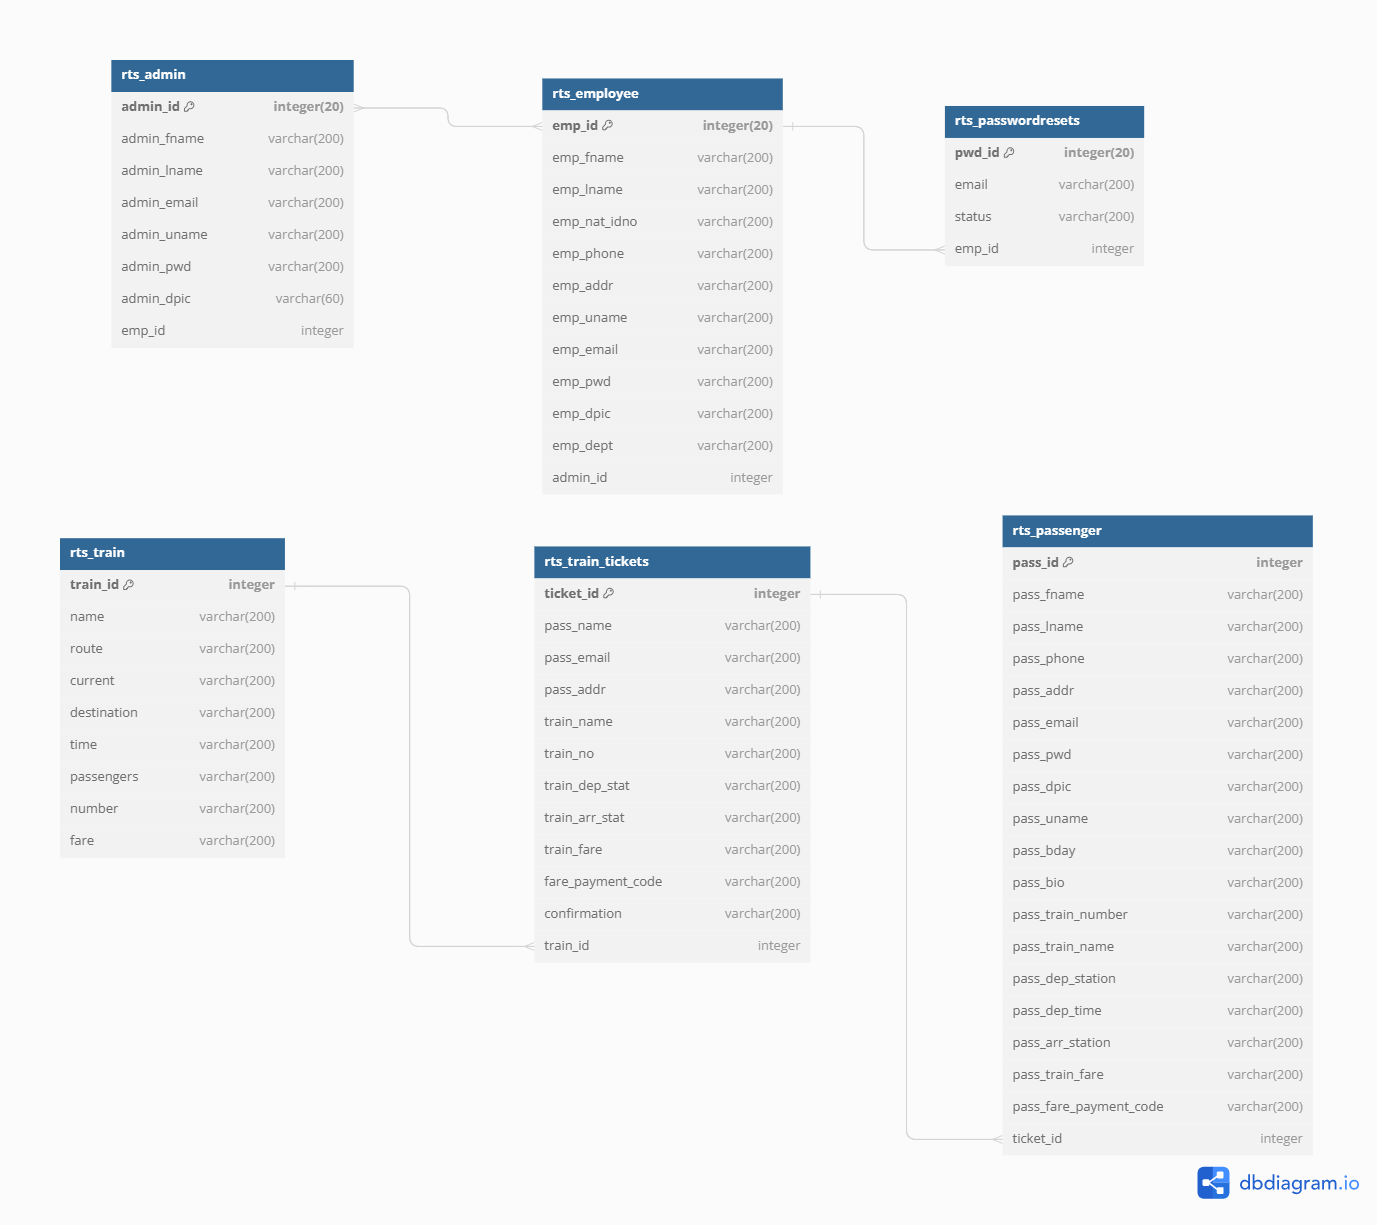 rts_admin
admin_id integer(20)
admin_fname varchar(200)
admin_lname varchar(200)
admin_email varchar(200)
admin_uname varchar(200)
admin_pwd varchar(200)
admin_dpic varchar(60)
emp_id integer
rts_employee
emp_id integer(20)
emp_fname varchar(200)
emp_lname varchar(200)
emp_nat_idno varchar(200)
emp_phone varchar(200)
emp_addr varchar(200)
emp_uname varchar(200)
emp_email varchar(200)
emp_pwd varchar(200)
emp_dpic varchar(200)
emp_dept varchar(200)
admin_id integer
rts_passwordresets
pwd_id integer(20)
email varchar(200)
status varchar(200)
emp_id integer
rts_train
train_id integer
name varchar(200)
route varchar(200)
current varchar(200)
destination varchar(200)
time varchar(200)
passengers varchar(200)
number varchar(200)
fare varchar(200)
rts_train_tickets
ticket_id integer
pass_name varchar(200)
pass_email varchar(200)
pass_addr varchar(200)
train_name varchar(200)
train_no varchar(200)
train_dep_stat varchar(200)
train_arr_stat varchar(200)
train_fare varchar(200)
fare_payment_code varchar(200)
confirmation varchar(200)
train_id integer
rts_passenger
pass_id integer
pass_fname varchar(200)
pass_lname varchar(200)
pass_phone varchar(200)
pass_addr varchar(200)
pass_email varchar(200)
pass_pwd varchar(200)
pass_dpic varchar(200)
pass_uname varchar(200)
pass_bday varchar(200)
pass_bio varchar(200)
pass_train_number varchar(200)
pass_train_name varchar(200)
pass_dep_station varchar(200)
pass_dep_time varchar(200)
pass_arr_station varchar(200)
pass_train_fare varchar(200)
pass_fare_payment_code varchar(200)
ticket_id integer
dbdiagram.io